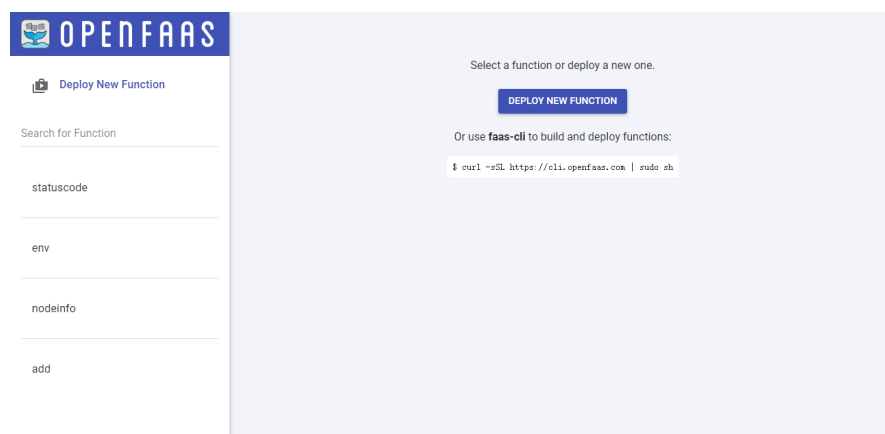 OPENFAAS
Deploy New Function
Search for Function
statuscode
env
nodeinfo
add
Select a function or deploy a new one.
DEPLOY NEW FUNCTION
Or use faas-cli to build and deploy functions:
$ curl -sSL https://cli.openfaas.com | sudo sh